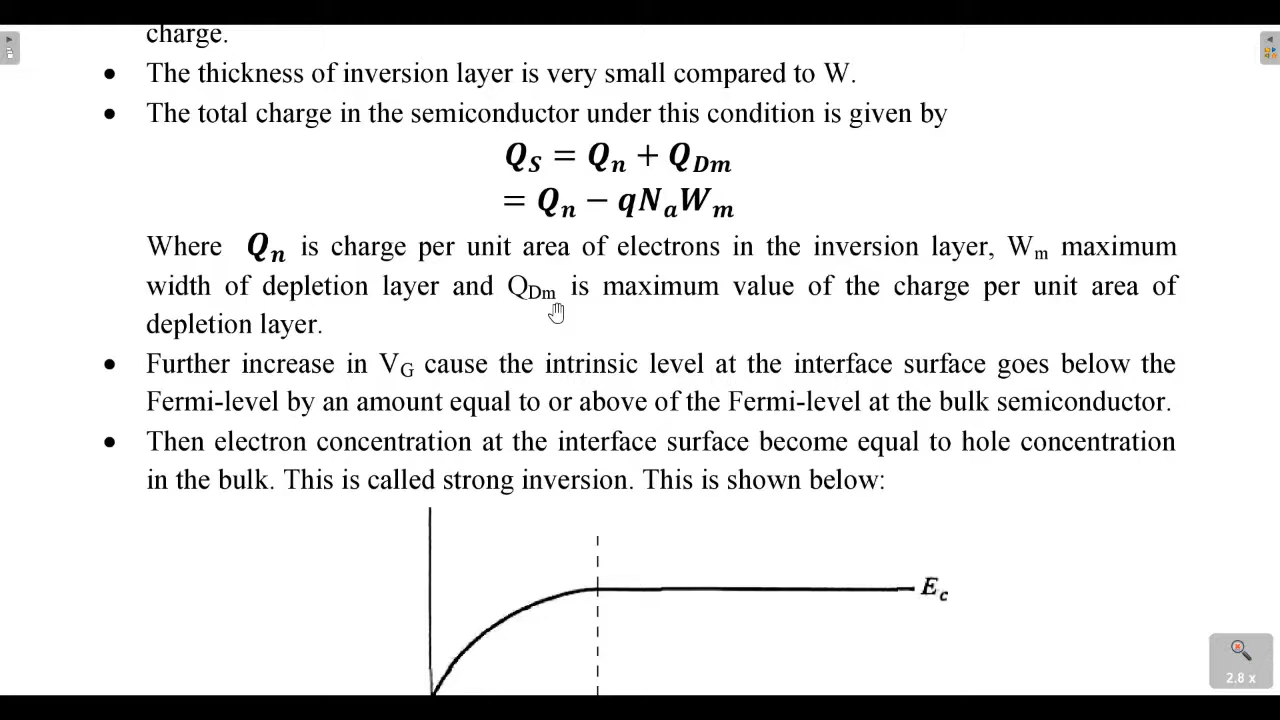 charge.
• The thickness of inversion layer is very small compared to W.
• The total charge in the semiconductor under this condition is given by
Q_S = Q_n + Q_Dm
= Q_n − qN_aW_m
Where Q_n is charge per unit area of electrons in the inversion layer, W_m maximum
width of depletion layer and Q_Dm is maximum value of the charge per unit area of
depletion layer.
• Further increase in V_G cause the intrinsic level at the interface surface goes below the
Fermi-level by an amount equal to or above of the Fermi-level at the bulk semiconductor.
• Then electron concentration at the interface surface become equal to hole concentration
in the bulk. This is called strong inversion. This is shown below:
E_c
2.8 x